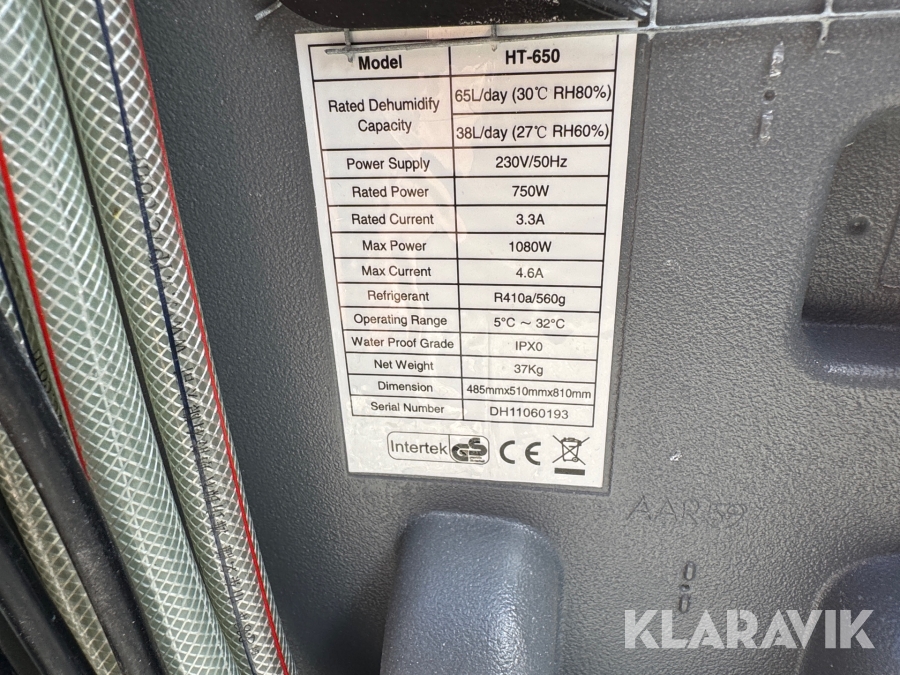 Model HT-650
Rated Dehumidify Capacity 65L/day (30℃ RH80%)
38L/day (27℃ RH60%)
Power Supply 230V/50Hz
Rated Power 750W
Rated Current 3.3A
Max Power 1080W
Max Current 4.6A
Refrigerant R410a/560g
Operating Range 5°C ～ 32°C
Water Proof Grade IPX0
Net Weight 37Kg
Dimension 485mmx510mmx810mm
Serial Number DH11060193
Intertek GS CE
KLARAVIK